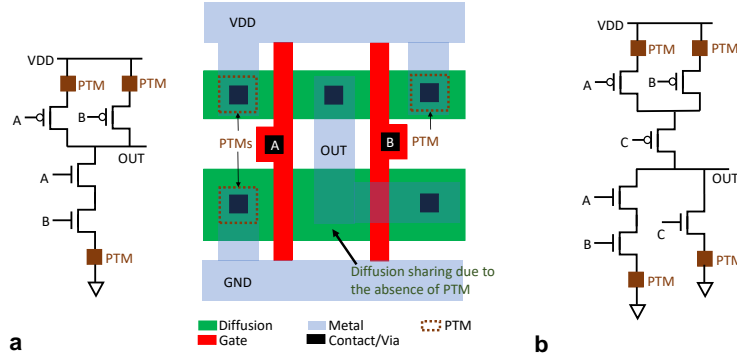 a
VDD
PTM
PTM
A
B
OUT
A
B
PTM
VDD
PTMs
A
OUT
B
PTM
GND
Diffusion sharing due to
the absence of PTM
Diffusion
Metal
PTM
Gate
Contact/Via
b
VDD
PTM
PTM
A
B
C
OUT
A
B
C
PTM
PTM